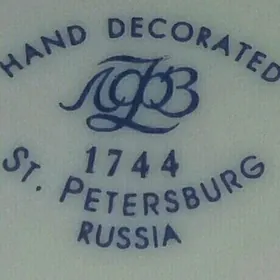 HAND DECORATED
ЛФЗ
1744
ST. PETERSBURG
RUSSIA